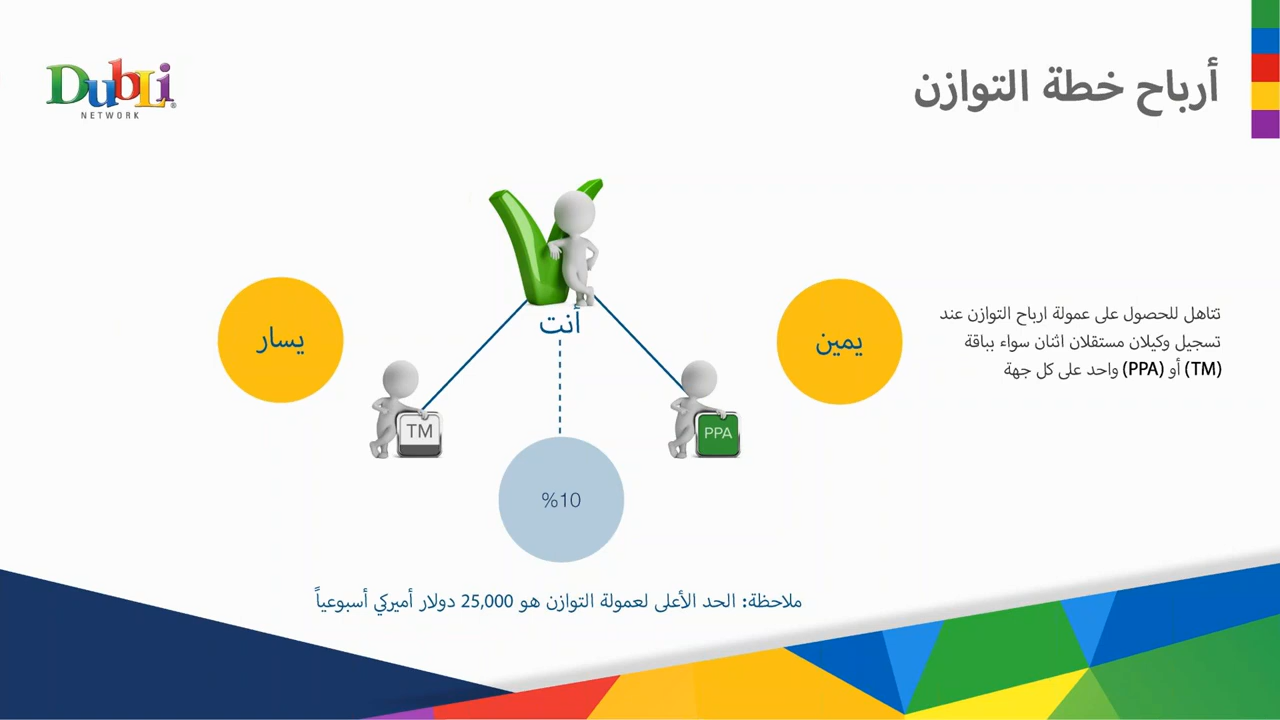 DubLi®
NETWORK
أرباح خطة التوازن
أنت
يمين
يسار
تتاهل للحصول على عمولة ارباح التوازن عند
تسجيل وكيلان مستقلان اثنان سواء بباقة
(TM) أو (PPA) واحد على كل جهة
TM
PPA
%10
ملاحظة: الحد الأعلى لعمولة التوازن هو 25,000 دولار أميركي أسبوعياً